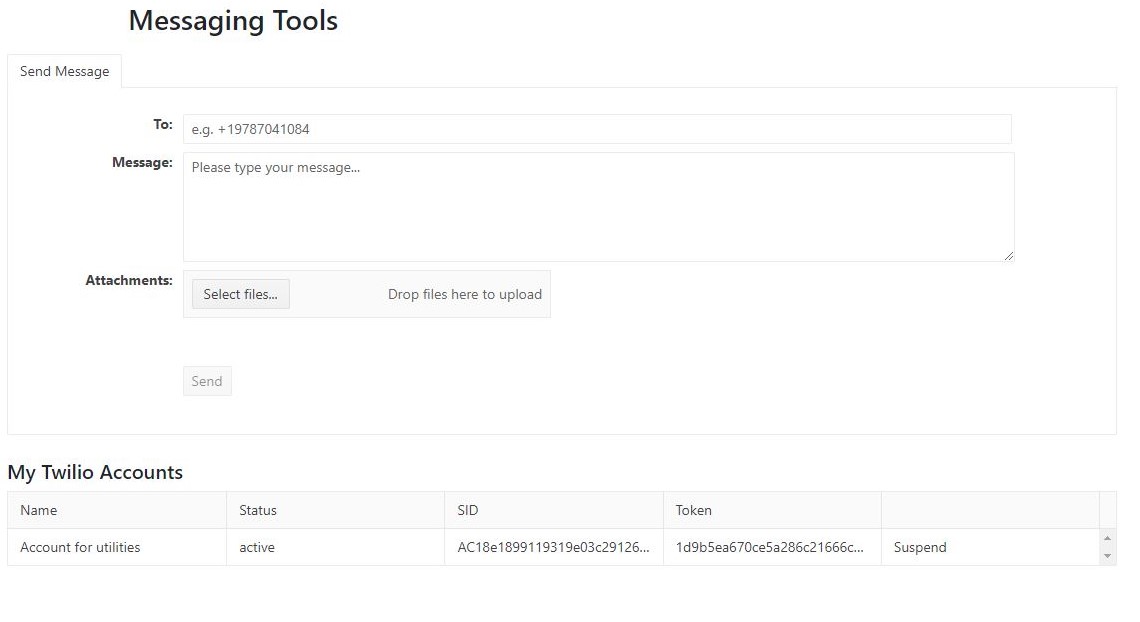 Messaging Tools
Send Message
To: e.g. +19787041084
Message: Please type your message...
Attachments: Select files... Drop files here to upload
Send
My Twilio Accounts
Name Status SID Token
Account for utilities active AC18e1899119319e03c29126... 1d9b5ea670ce5a286c21666c... Suspend